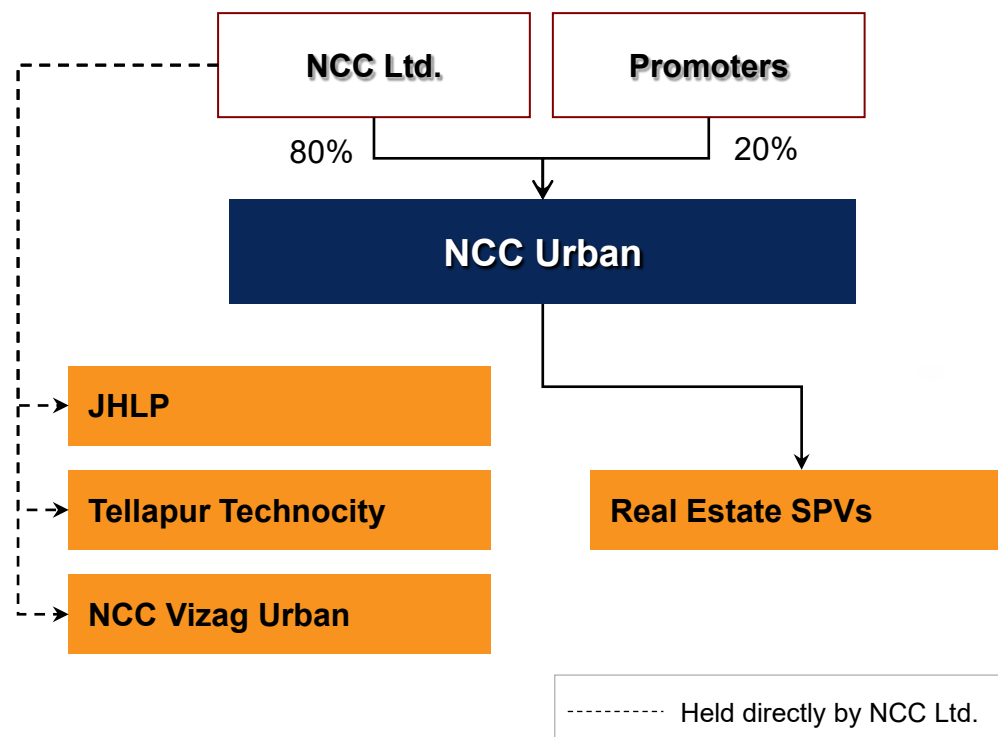 NCC Ltd.
Promoters
80%
20%
NCC Urban
JHLP
Tellapur Technocity
Real Estate SPVs
NCC Vizag Urban
Held directly by NCC Ltd.